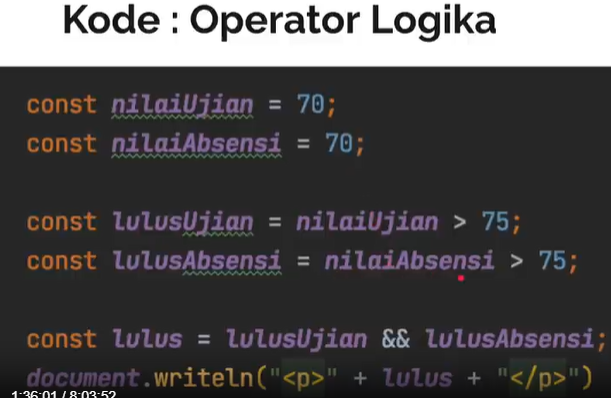 Kode : Operator Logika
const nilaiUjian = 70;
const nilaiAbsensi = 70;
const lulusUjian = nilaiUjian > 75;
const lulusAbsensi = nilaiAbsensi > 75;
const lulus = lulusUjian && lulusAbsensi;
document.writeln("<p>" + lulus + "</p>")
1:36:01 / 8:03:52